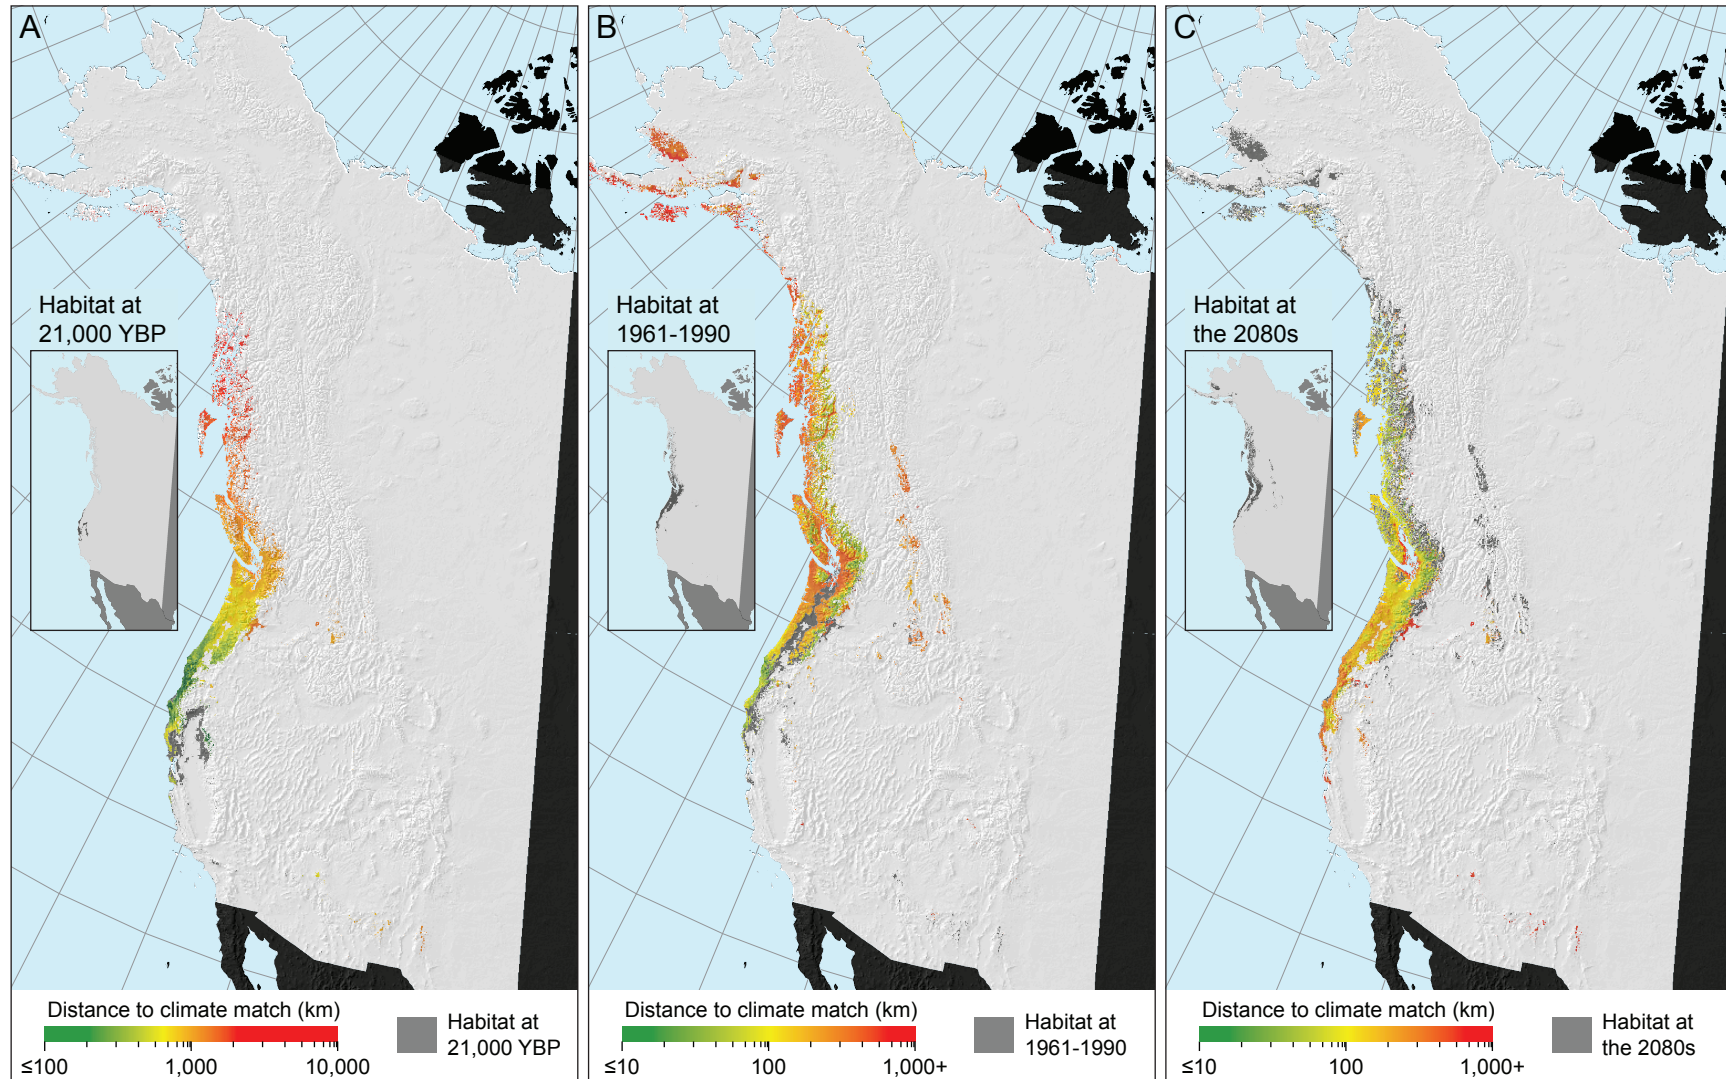 A
Habitat at
21,000 YBP
Distance to climate match (km)
≤100 1,000 10,000
Habitat at
21,000 YBP
B
Habitat at
1961-1990
Distance to climate match (km)
≤10 100 1,000+
Habitat at
1961-1990
C
Habitat at
the 2080s
Distance to climate match (km)
≤10 100 1,000+
Habitat at
the 2080s